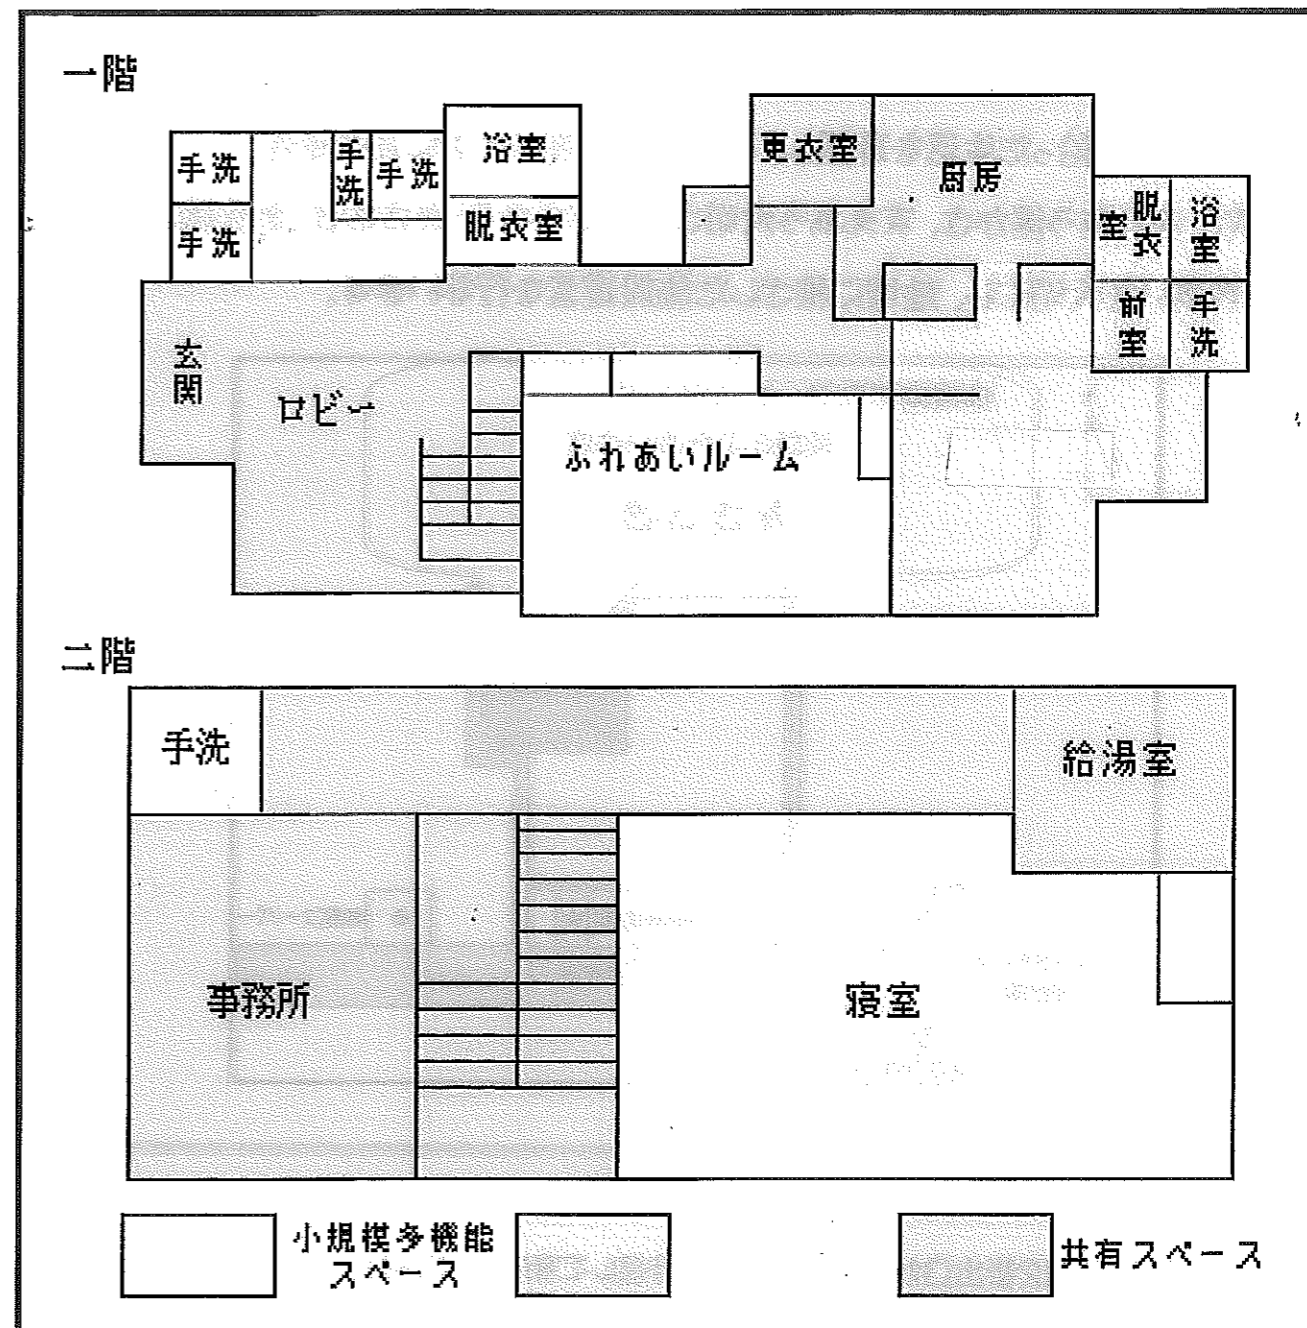 一階
手洗
手洗
手洗
手洗
浴室
脱衣室
更衣室
厨房
脱衣室
浴室
前室
手洗
玄関
ロビー
ふれあいルーム
二階
手洗
給湯室
事務所
寝室
小規模多機能
スペース
共有スペース